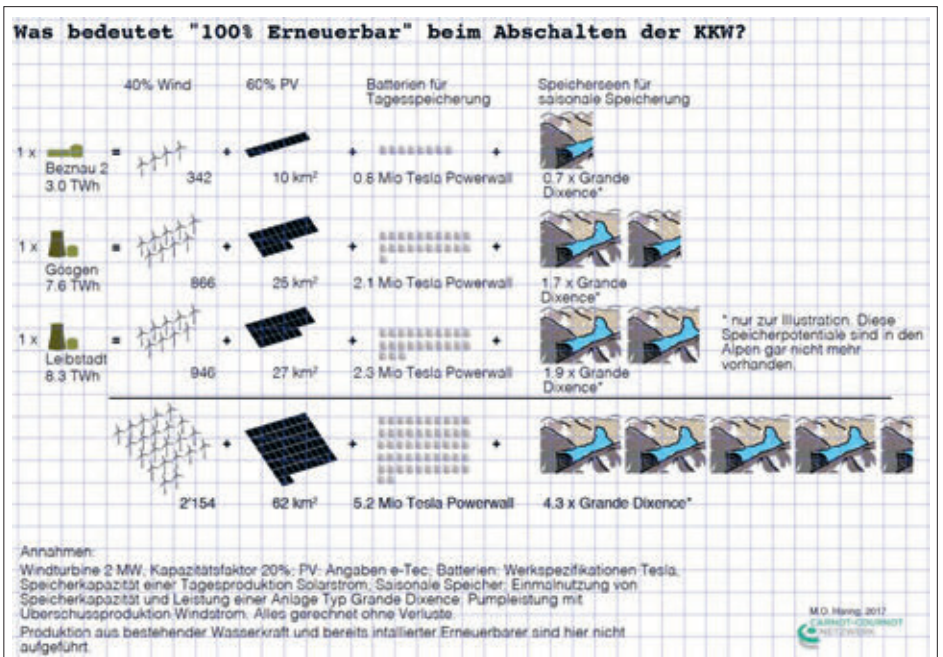 Was bedeutet "100% Erneuerbar" beim Abschalten der KKW?
40% Wind
60% PV
Batterien für
Tagesspeicherung
Speicherseen für
saisonale Speicherung
1 x = + + +
Beznau 2
3.0 TWh
342
10 km²
0.8 Mio Tesla Powerwall
0.7 x Grande
Dixence*
1 x = + + +
Gösgen
7.6 TWh
866
25 km²
2.1 Mio Tesla Powerwall
1.7 x Grande
Dixence*
1 x = + + +
Leibstadt
8.3 TWh
946
27 km²
2.3 Mio Tesla Powerwall
1.9 x Grande
Dixence*
* nur zur Illustration. Diese
Speicherpotentiale sind in den
Alpen gar nicht mehr
vorhanden.
+ + +
2'154
62 km²
5.2 Mio Tesla Powerwall
4.3 x Grande Dixence*
Annahmen:
Windturbine 2 MW, Kapazitätsfaktor 20%; PV: Angaben e-Tec; Batterien: Werkspezifikationen Tesla,
Speicherkapazität einer Tagesproduktion Solarstrom; Saisonale Speicher: Einmalnutzung von
Speicherkapazität und Leistung einer Anlage Typ Grande Dixence; Pumpleistung mit
Überschussproduktion Windstrom. Alles gerechnet ohne Verluste.
Produktion aus bestehender Wasserkraft und bereits intallierter Erneuerbarer sind hier nicht
aufgeführt.
M.O. Häring, 2017
CARNOT-COURNOT
NETZWERK